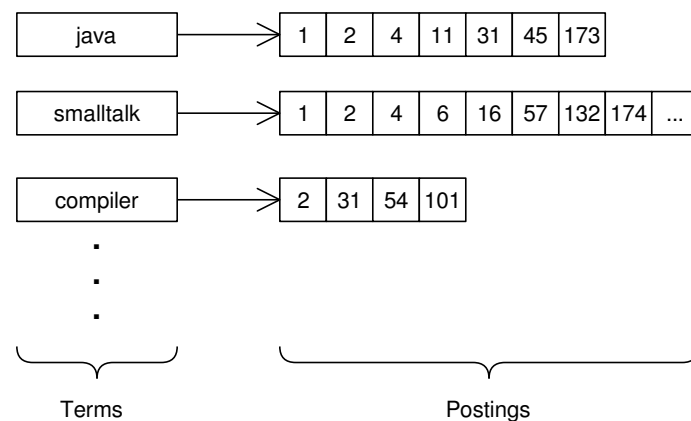 java 1 2 4 11 31 45 173
smalltalk 1 2 4 6 16 57 132 174 ...
compiler 2 31 54 101
Terms Postings